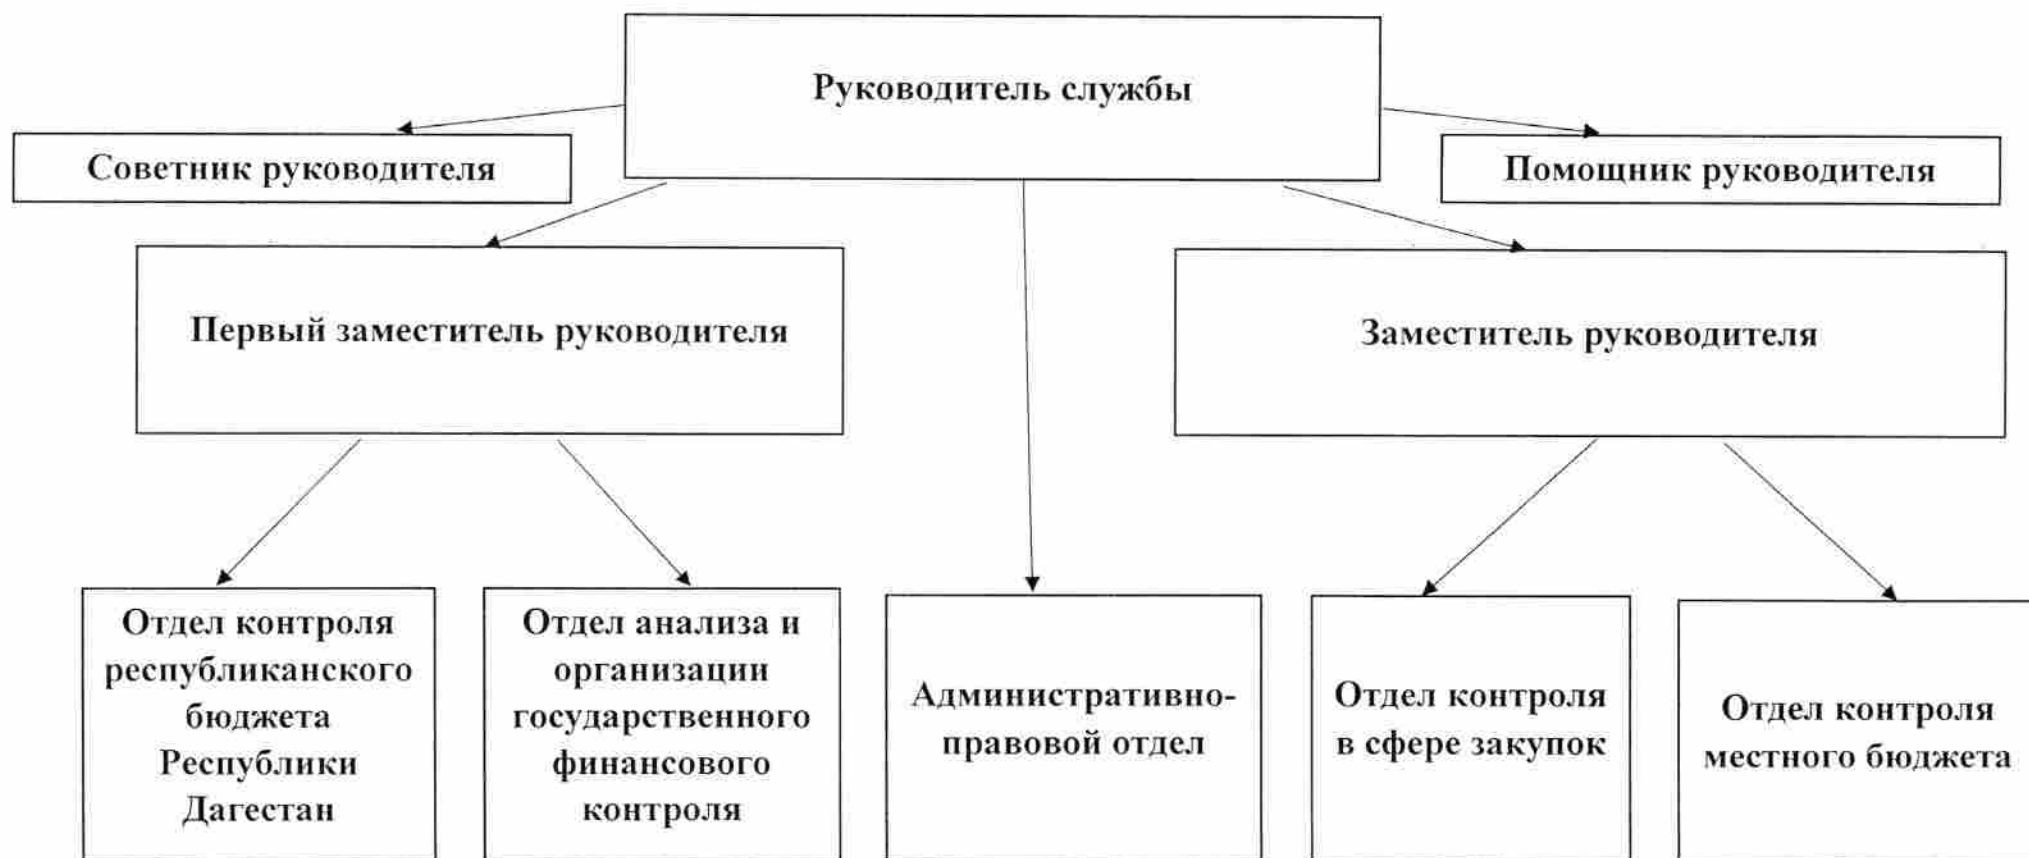 Руководитель службы
Советник руководителя
Помощник руководителя
Первый заместитель руководителя
Заместитель руководителя
Отдел контроля
республиканского
бюджета
Республики
Дагестан
Отдел анализа и
организации
государственного
финансового
контроля
Административно-
правовой отдел
Отдел контроля
в сфере закупок
Отдел контроля
местного бюджета